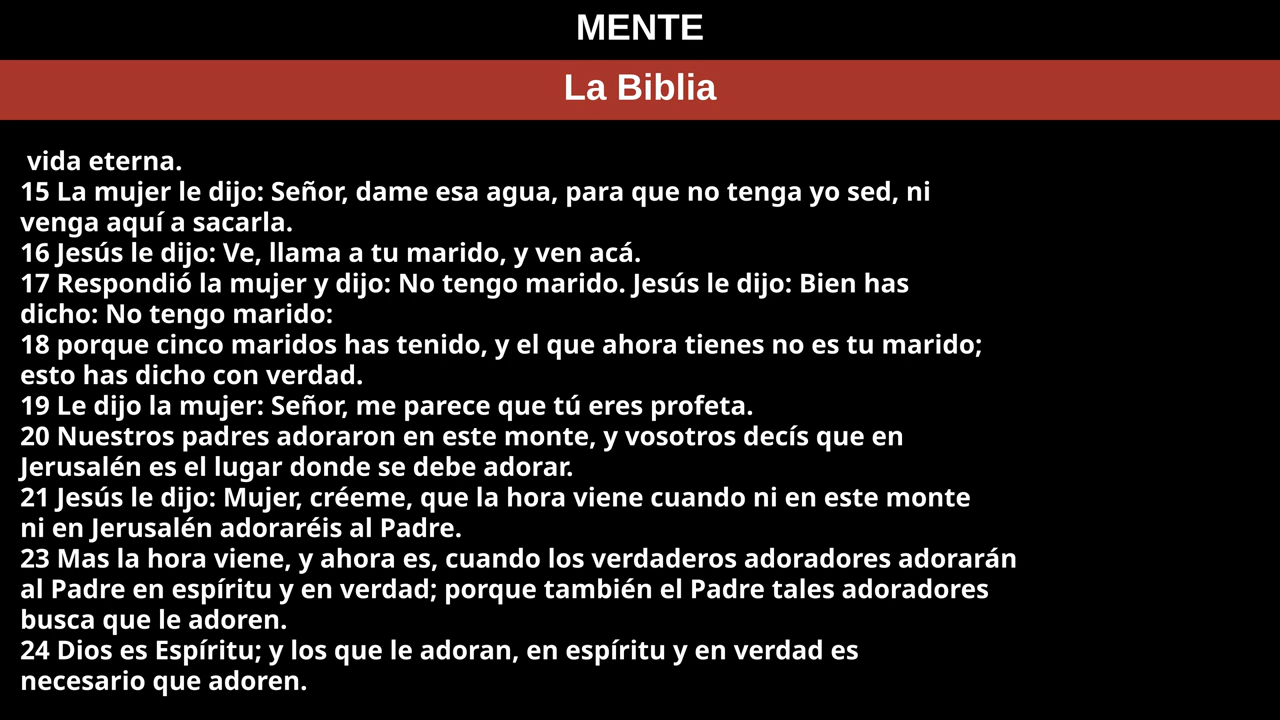 MENTE
La Biblia
vida eterna.
15 La mujer le dijo: Señor, dame esa agua, para que no tenga yo sed, ni
venga aquí a sacarla.
16 Jesús le dijo: Ve, llama a tu marido, y ven acá.
17 Respondió la mujer y dijo: No tengo marido. Jesús le dijo: Bien has
dicho: No tengo marido:
18 porque cinco maridos has tenido, y el que ahora tienes no es tu marido;
esto has dicho con verdad.
19 Le dijo la mujer: Señor, me parece que tú eres profeta.
20 Nuestros padres adoraron en este monte, y vosotros decís que en
Jerusalén es el lugar donde se debe adorar.
21 Jesús le dijo: Mujer, créeme, que la hora viene cuando ni en este monte
ni en Jerusalén adoraréis al Padre.
23 Mas la hora viene, y ahora es, cuando los verdaderos adoradores adorarán
al Padre en espíritu y en verdad; porque también el Padre tales adoradores
busca que le adoren.
24 Dios es Espíritu; y los que le adoran, en espíritu y en verdad es
necesario que adoren.